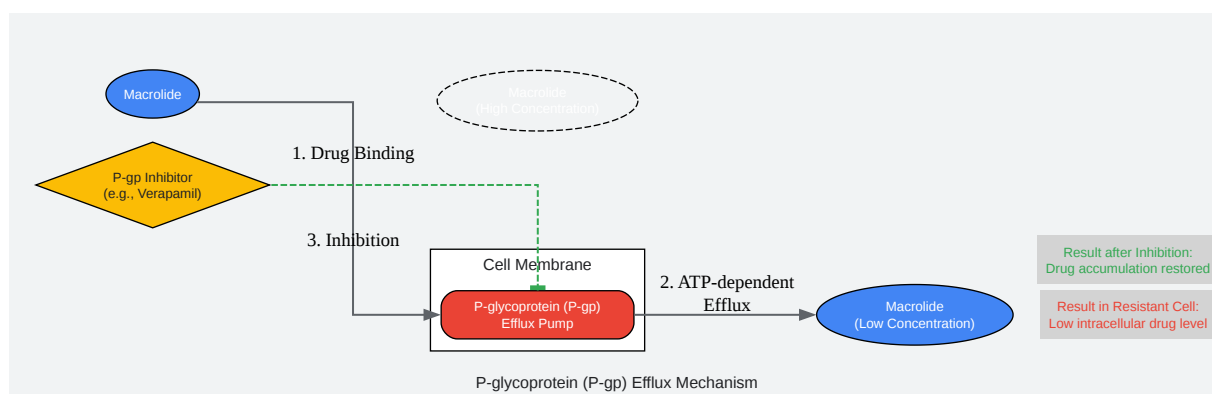 Macrolide
Macrolide
(High Concentration)
1. Drug Binding
P-gp Inhibitor
(e.g., Verapamil)
3. Inhibition
Cell Membrane
P-glycoprotein (P-gp)
Efflux Pump
2. ATP-dependent
Efflux
Macrolide
(Low Concentration)
Result after Inhibition:
Drug accumulation restored
Result in Resistant Cell:
Low intracellular drug level
P-glycoprotein (P-gp) Efflux Mechanism